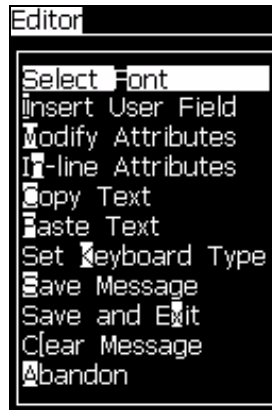 Editor
Select Font
Insert User Field
Modify Attributes
In-line Attributes
Copy Text
Paste Text
Set Keyboard Type
Save Message
Save and Exit
Clear Message
Abandon